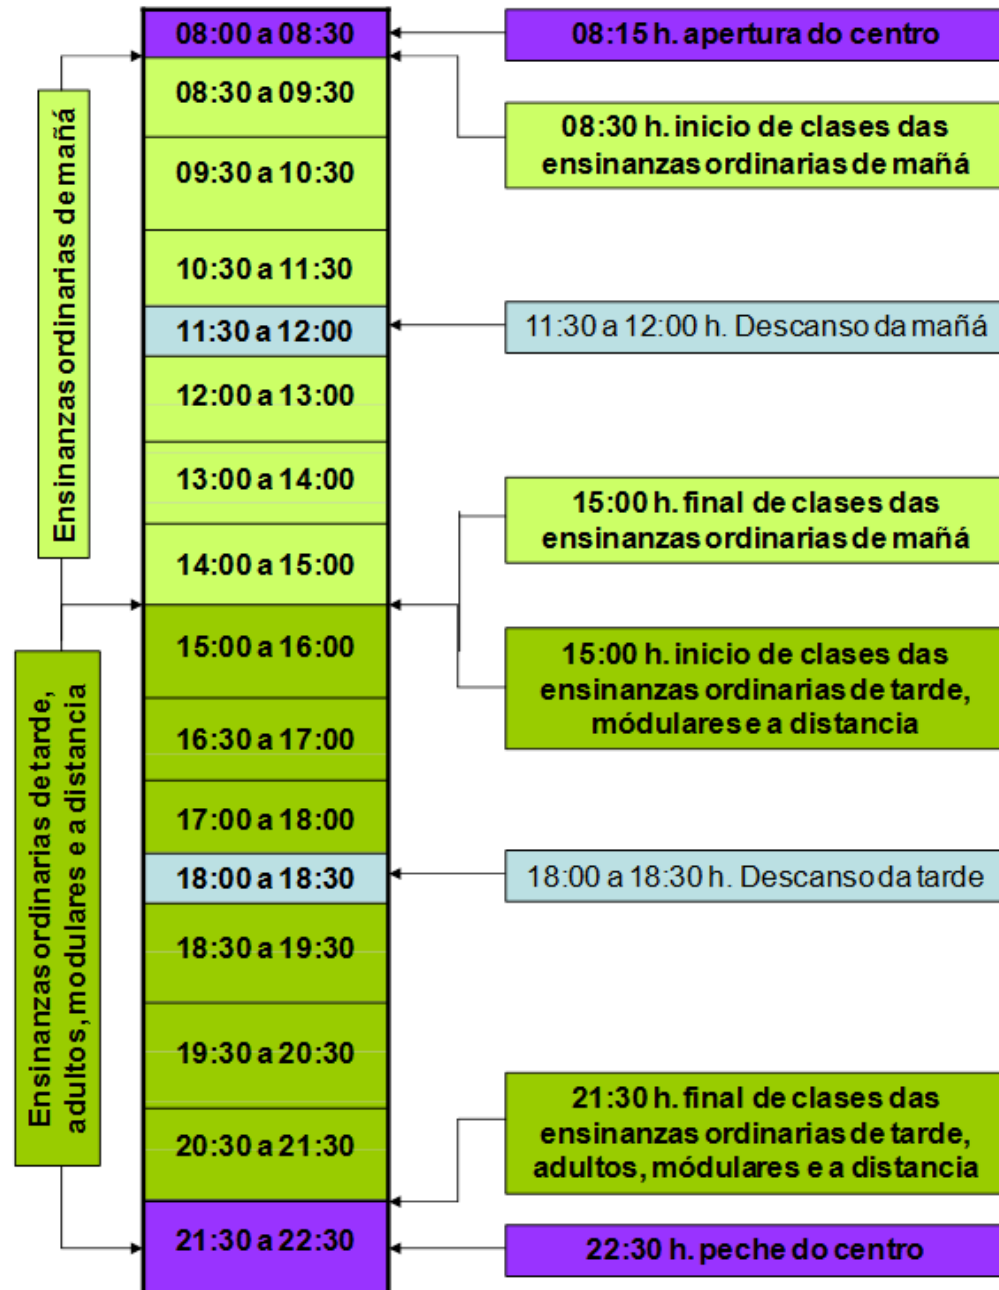 Ensinanzas ordinarias de mañá
Ensinanzas ordinarias de tarde,
adultos, modulares e a distancia
08:00 a 08:30
08:30 a 09:30
09:30 a 10:30
10:30 a 11:30
11:30 a 12:00
12:00 a 13:00
13:00 a 14:00
14:00 a 15:00
15:00 a 16:00
16:30 a 17:00
17:00 a 18:00
18:00 a 18:30
18:30 a 19:30
19:30 a 20:30
20:30 a 21:30
21:30 a 22:30
08:15 h. apertura do centro
08:30 h. inicio de clases das
ensinanzas ordinarias de mañá
11:30 a 12:00 h. Descanso da mañá
15:00 h. final de clases das
ensinanzas ordinarias de mañá
15:00 h. inicio de clases das
ensinanzas ordinarias de tarde,
módulares e a distancia
18:00 a 18:30 h. Descanso da tarde
21:30 h. final de clases das
ensinanzas ordinarias de tarde,
adultos, módulares e a distancia
22:30 h. peche do centro